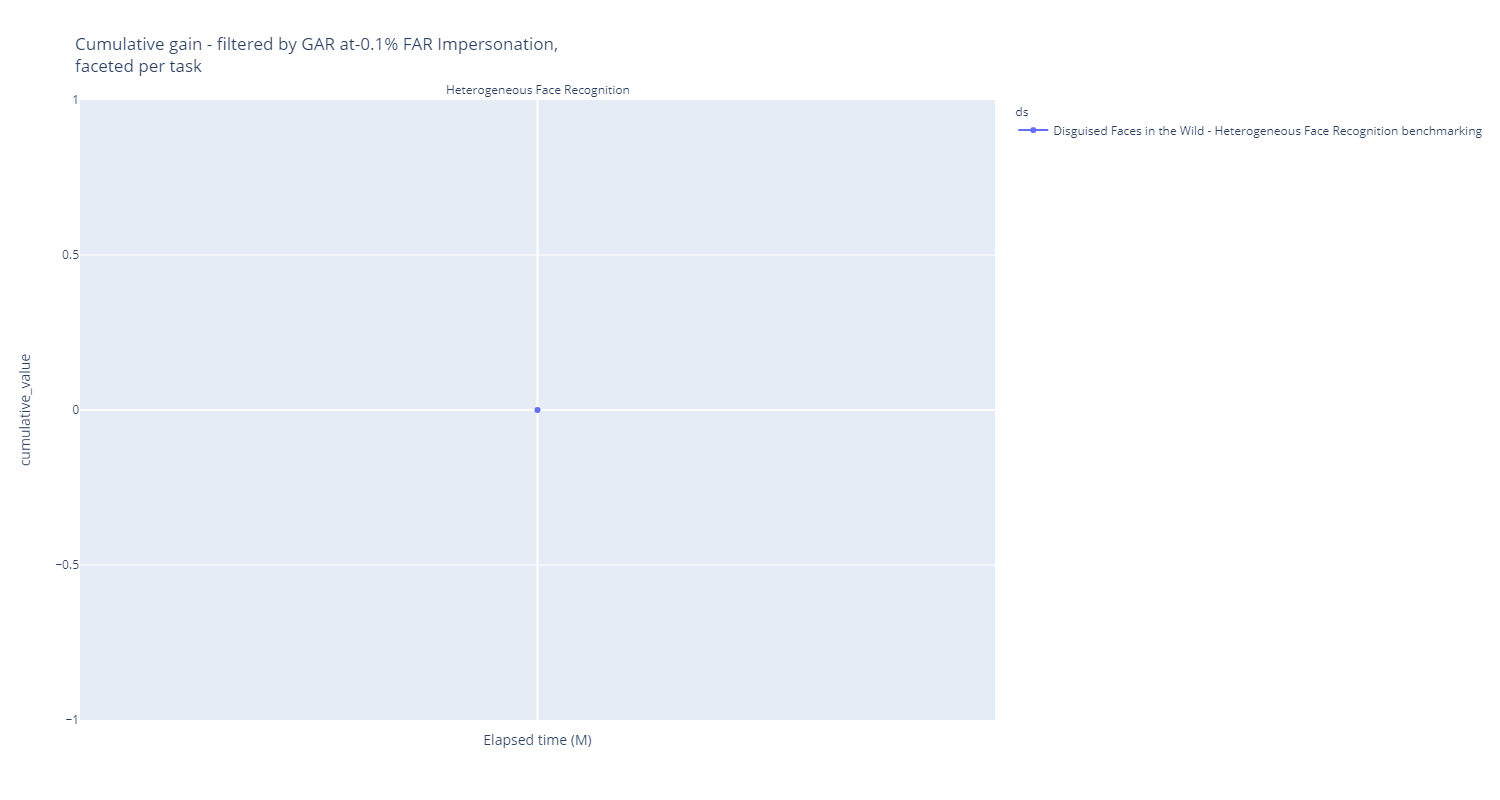 Cumulative gain - filtered by GAR at-0.1% FAR Impersonation,
faceted per task
Heterogeneous Face Recognition
1
0.5
0
−0.5
−1
cumulative_value
Elapsed time (M)
ds
Disguised Faces in the Wild - Heterogeneous Face Recognition benchmarking